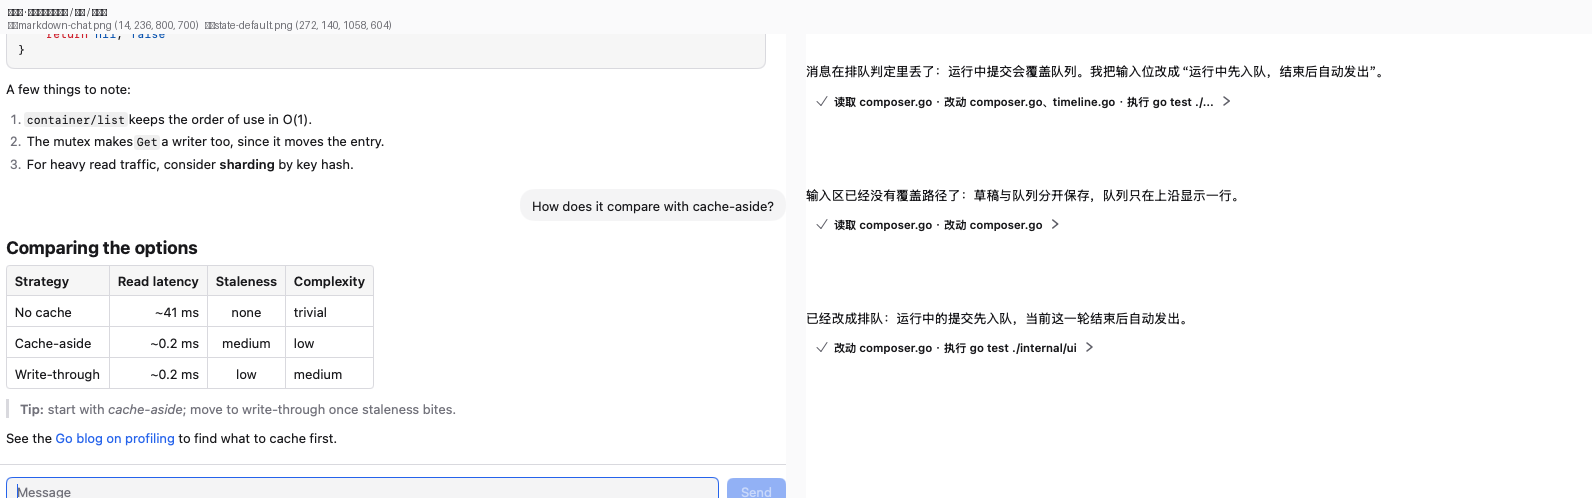 markdown-chat.png (14, 236, 800, 700) state-default.png (272, 140, 1058, 604)
}
A few things to note:
1. container/list keeps the order of use in O(1).
2. The mutex makes Get a writer too, since it moves the entry.
3. For heavy read traffic, consider sharding by key hash.
How does it compare with cache-aside?
Comparing the options
Strategy Read latency Staleness Complexity
No cache ~41 ms none trivial
Cache-aside ~0.2 ms medium low
Write-through ~0.2 ms low medium
Tip: start with cache-aside; move to write-through once staleness bites.
See the Go blog on profiling to find what to cache first.
Message
Send
消息在排队判定里丢了：运行中提交会覆盖队列。我把输入位改成“运行中先入队，结束后自动发出”。
读取 composer.go · 改动 composer.go、timeline.go · 执行 go test ./...
输入区已经没有覆盖路径了：草稿与队列分开保存，队列只在上沿显示一行。
读取 composer.go · 改动 composer.go
已经改成排队：运行中的提交先入队，当前这一轮结束后自动发出。
改动 composer.go · 执行 go test ./internal/ui